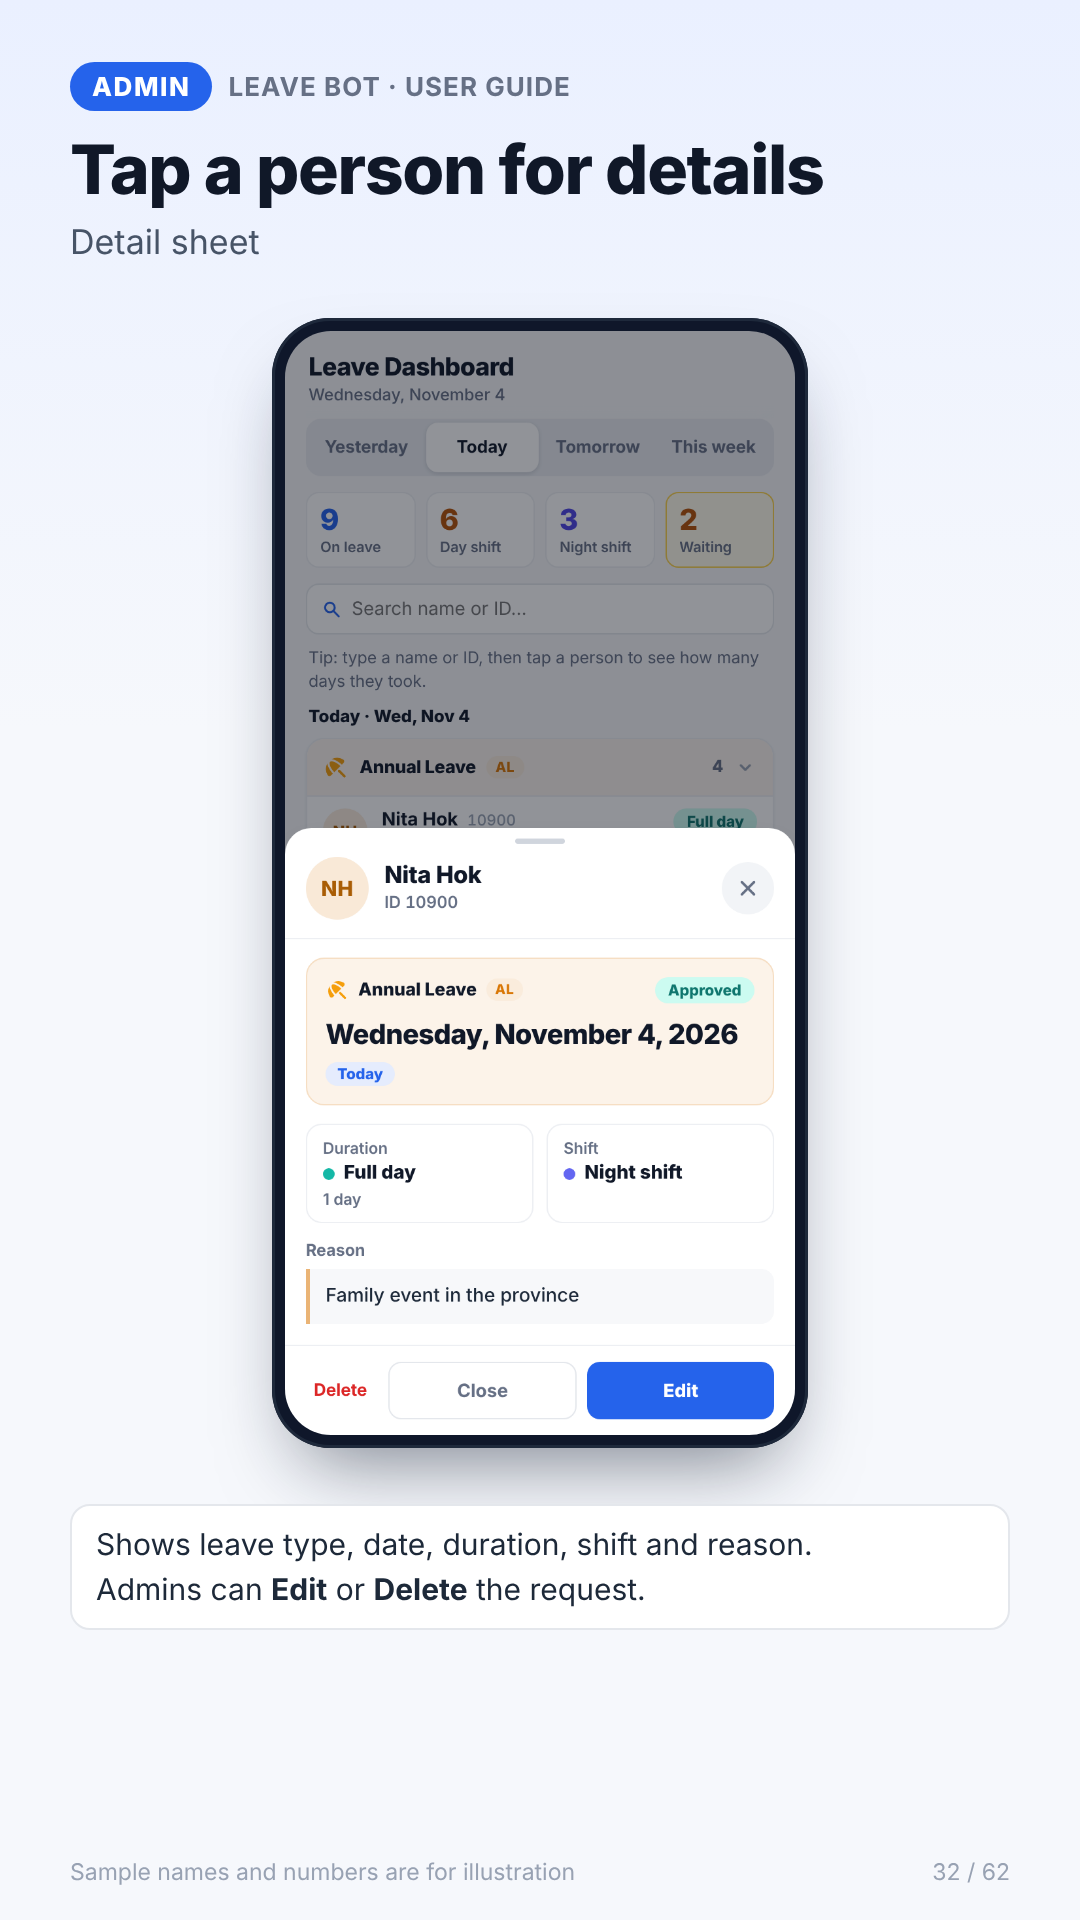 ADMIN LEAVE BOT · USER GUIDE
Tap a person for details
Detail sheet
Leave Dashboard
Wednesday, November 4
Yesterday Today Tomorrow This week
9 6 3 2
On leave Day shift Night shift Waiting
Search name or ID...
Tip: type a name or ID, then tap a person to see how many
days they took.
Today · Wed, Nov 4
Annual Leave AL 4
Nita Hok 10900 Full day
NH Nita Hok
ID 10900
Annual Leave AL Approved
Wednesday, November 4, 2026
Today
Duration Shift
Full day Night shift
1 day
Reason
Family event in the province
Delete Close Edit
Shows leave type, date, duration, shift and reason.
Admins can Edit or Delete the request.
Sample names and numbers are for illustration 32 / 62